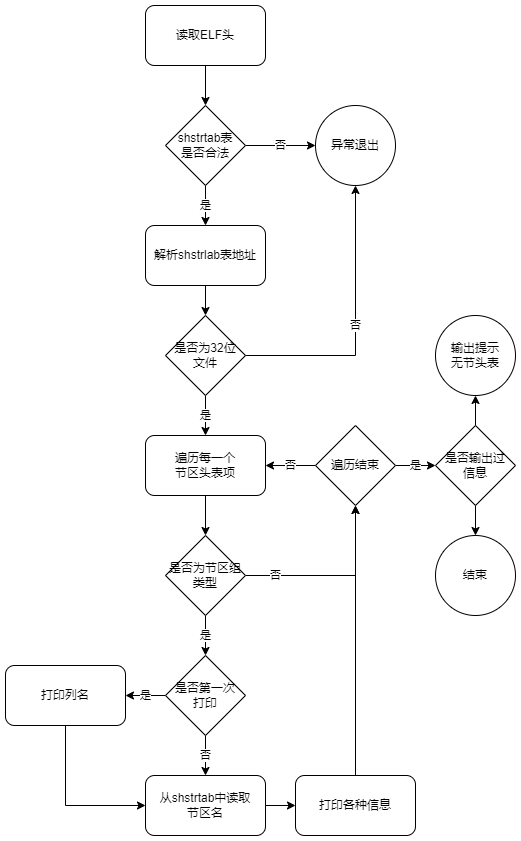 读取ELF头
shstrtab表
是否合法
否
异常退出
是
解析shstrlab表地址
是否为32位
文件
否
输出提示
无节头表
是
遍历每一个
节区头表项
否
遍历结束
是
是否输出过
信息
是否为节区组
类型
否
结束
是
是否第一次
打印
是
打印列名
否
从shstrtab中读取
节区名
打印各种信息